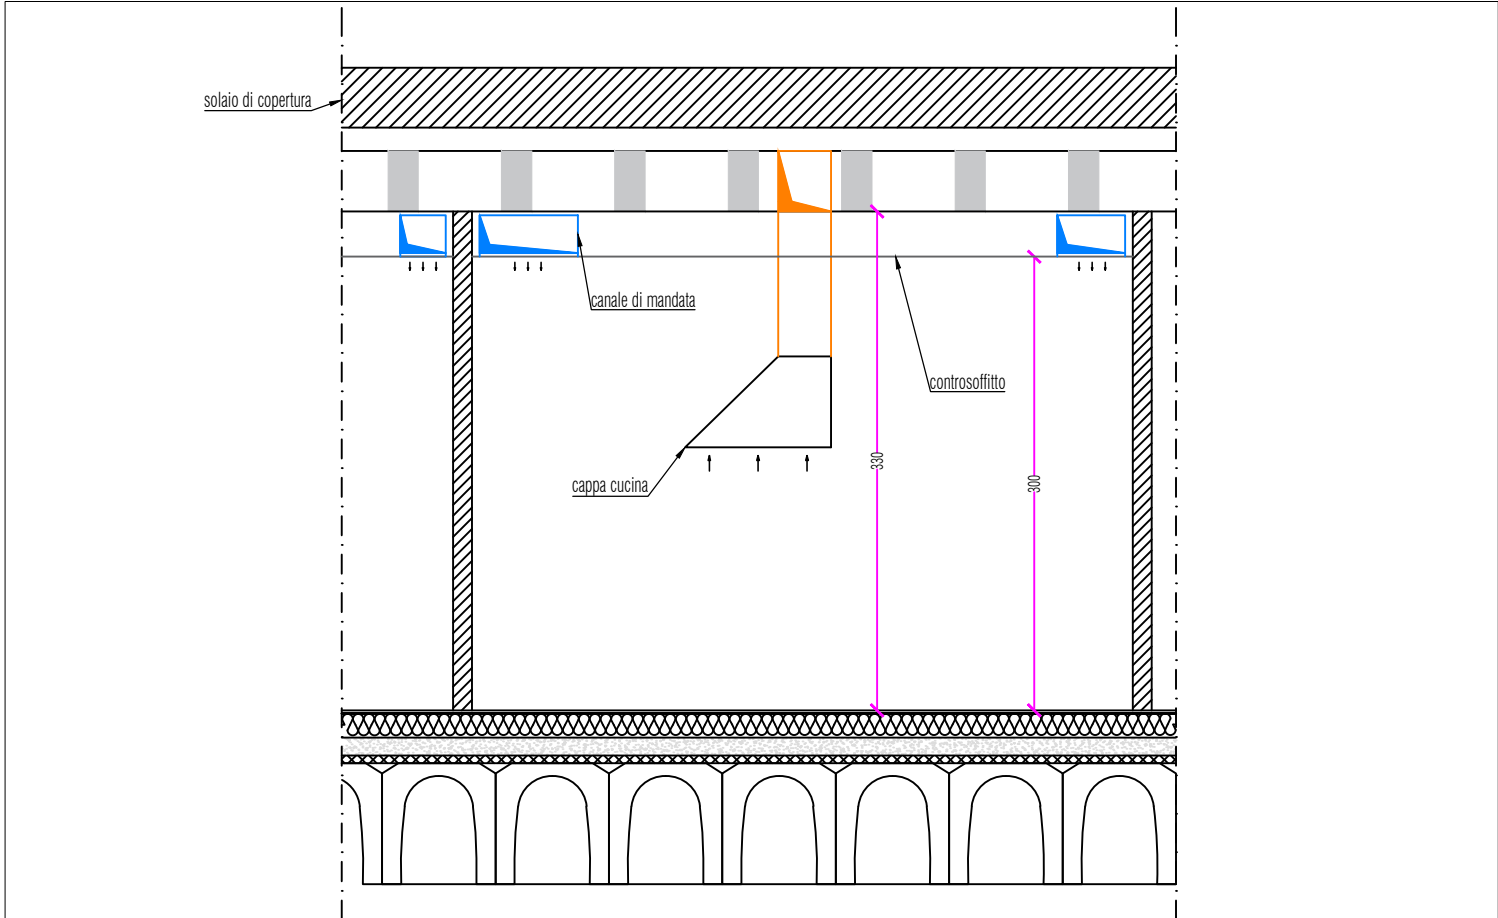 solaio di copertura
canale di mandata
controsoffitto
330
300
cappa cucina